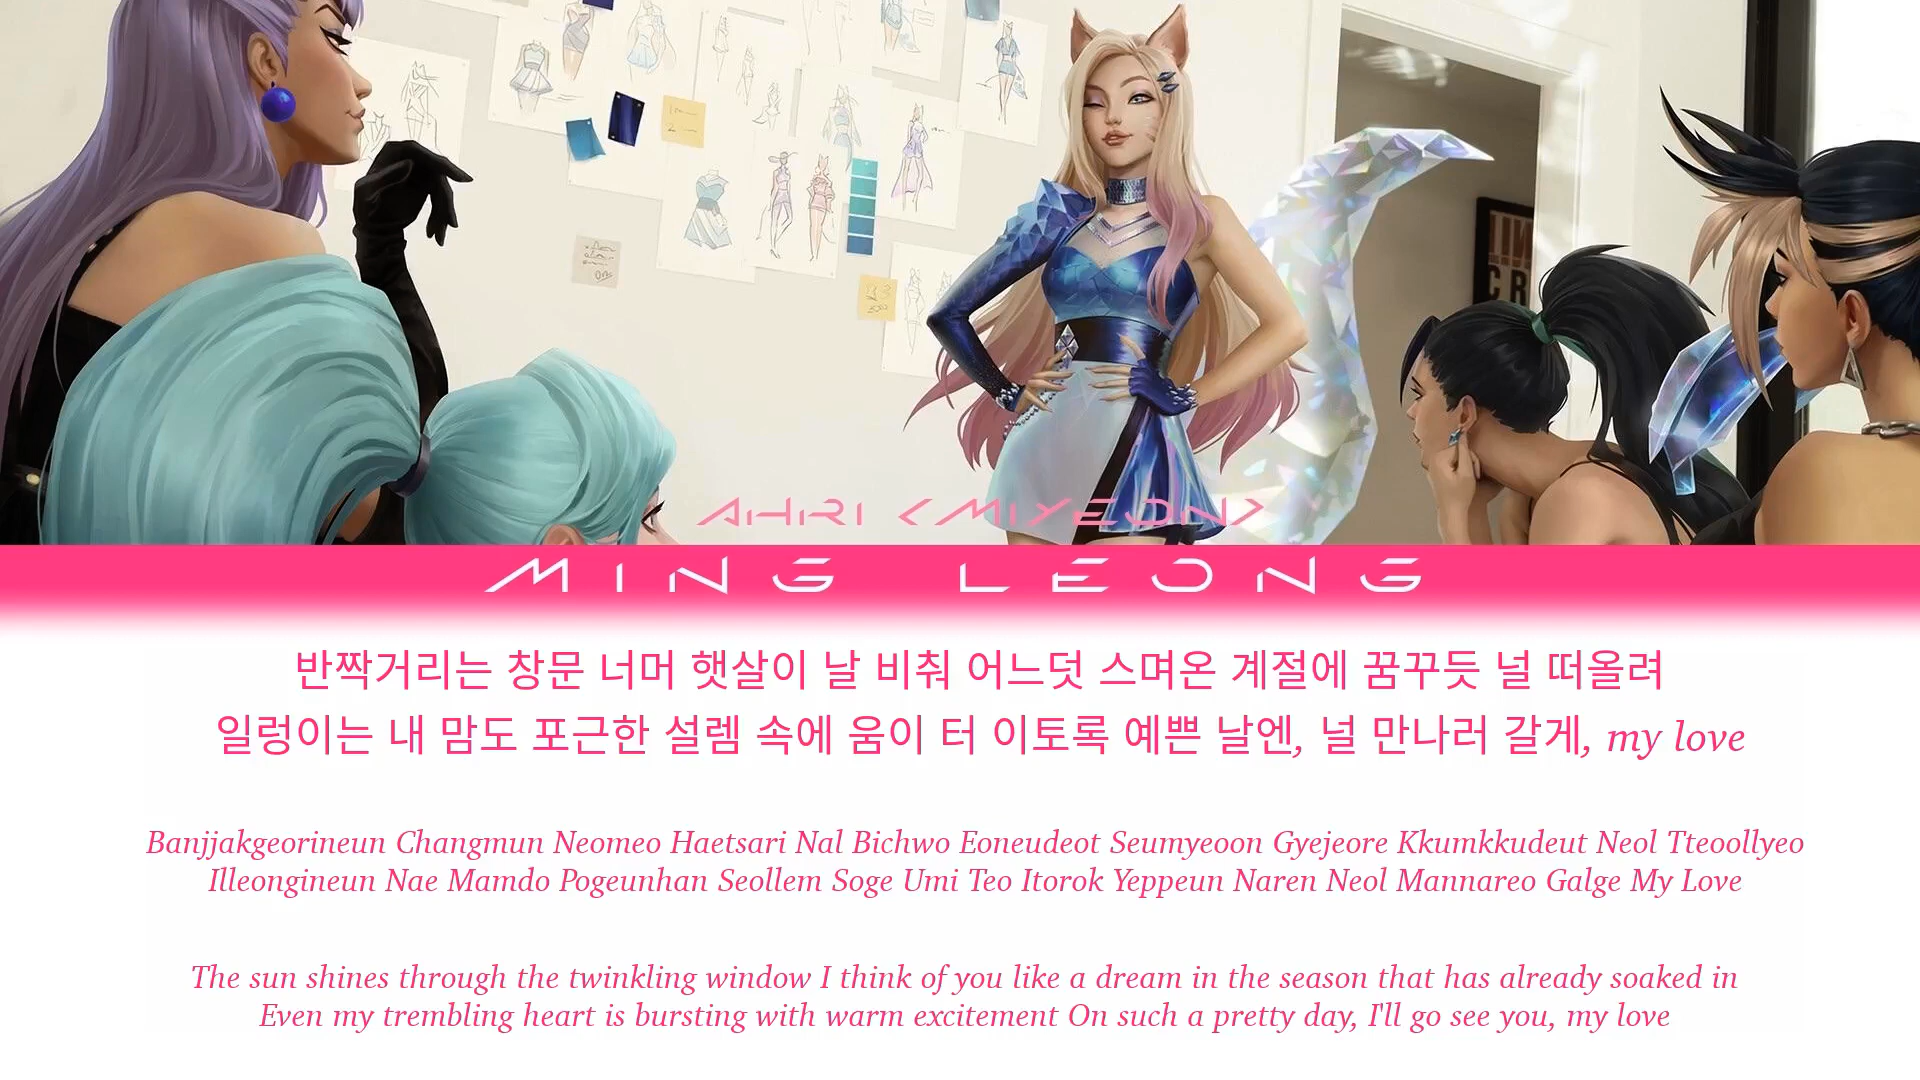 AHRI <MIYEON>
MING LEONG
반짝거리는 창문 너머 햇살이 날 비춰 어느덧 스며온 계절에 꿈꾸듯 널 떠올려
일렁이는 내 맘도 포근한 설렘 속에 움이 터 이토록 예쁜 날엔, 널 만나러 갈게, my love
Banjjakgeorineun Changmun Neomeo Haetsari Nal Bichwo Eoneudeot Seumyeoon Gyejeore Kkumkkudeut Neol Tteoollyeo
Illeongineun Nae Mamdo Pogeunhan Seollem Soge Umi Teo Itorok Yeppeun Naren Neol Mannareo Galge My Love
The sun shines through the twinkling window I think of you like a dream in the season that has already soaked in
Even my trembling heart is bursting with warm excitement On such a pretty day, I'll go see you, my love